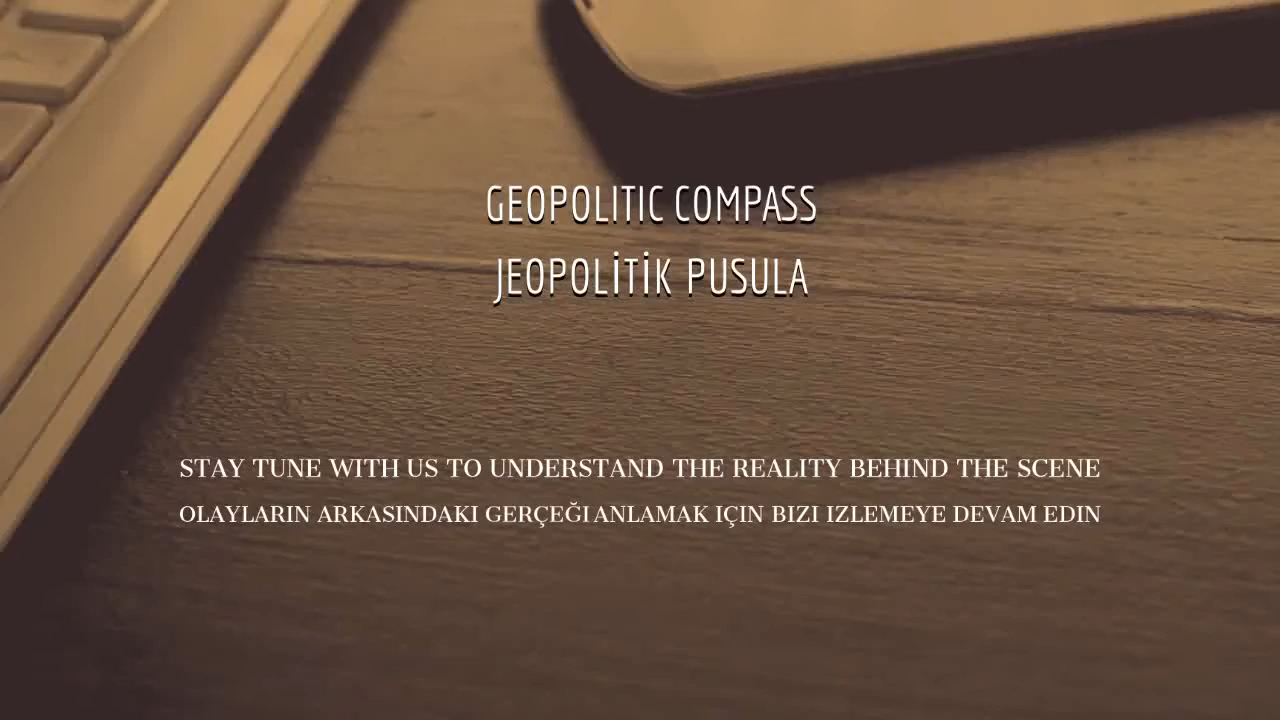 GEOPOLITIC COMPASS
JEOPOLİTİK PUSULA
STAY TUNE WITH US TO UNDERSTAND THE REALITY BEHIND THE SCENE
OLAYLARIN ARKASINDAKI GERÇEĞI ANLAMAK IÇIN BIZI IZLEMEYE DEVAM EDIN